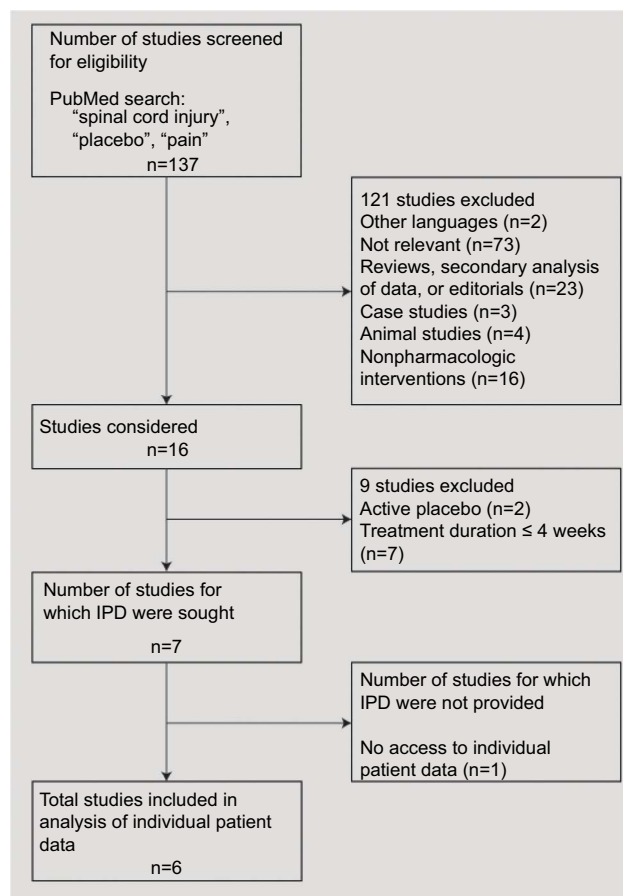 Number of studies screened
for eligibility
PubMed search:
“spinal cord injury”,
“placebo”, “pain”
n=137
121 studies excluded
Other languages (n=2)
Not relevant (n=73)
Reviews, secondary analysis
of data, or editorials (n=23)
Case studies (n=3)
Animal studies (n=4)
Nonpharmacologic
interventions (n=16)
Studies considered
n=16
9 studies excluded
Active placebo (n=2)
Treatment duration ≤ 4 weeks
(n=7)
Number of studies for
which IPD were sought
n=7
Number of studies for which
IPD were not provided
No access to individual
patient data (n=1)
Total studies included in
analysis of individual patient
data
n=6